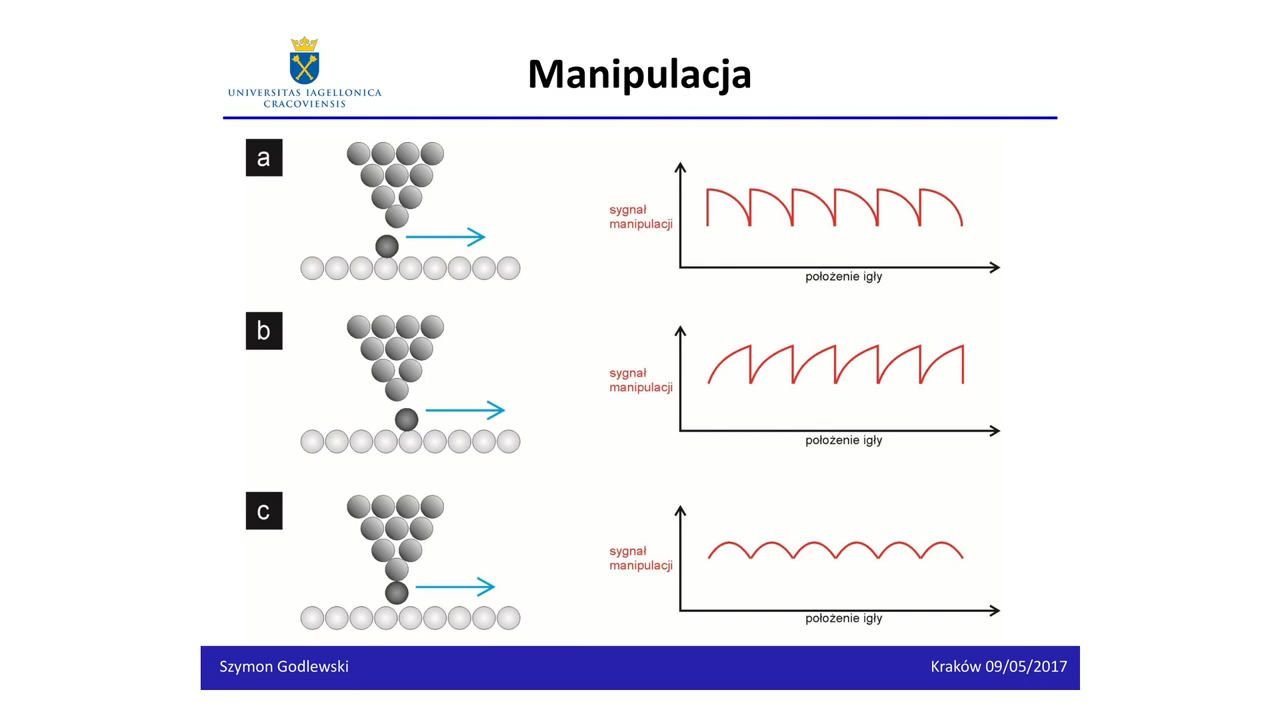 UNIVERSITAS IAGELLONICA
CRACOVIENSIS
Manipulacja
a
sygnał
manipulacji
położenie igły
b
sygnał
manipulacji
położenie igły
c
sygnał
manipulacji
położenie igły
Szymon Godlewski
Kraków 09/05/2017